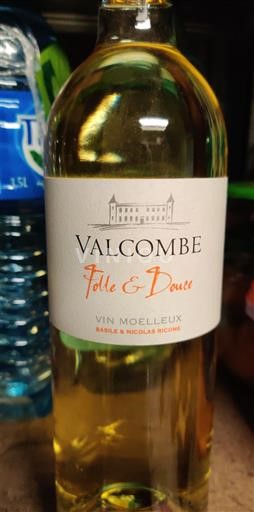 VALCOMBE
Folle & Douce
VIN MOELLEUX
BASILE & NICOLAS RICOME
1.5L